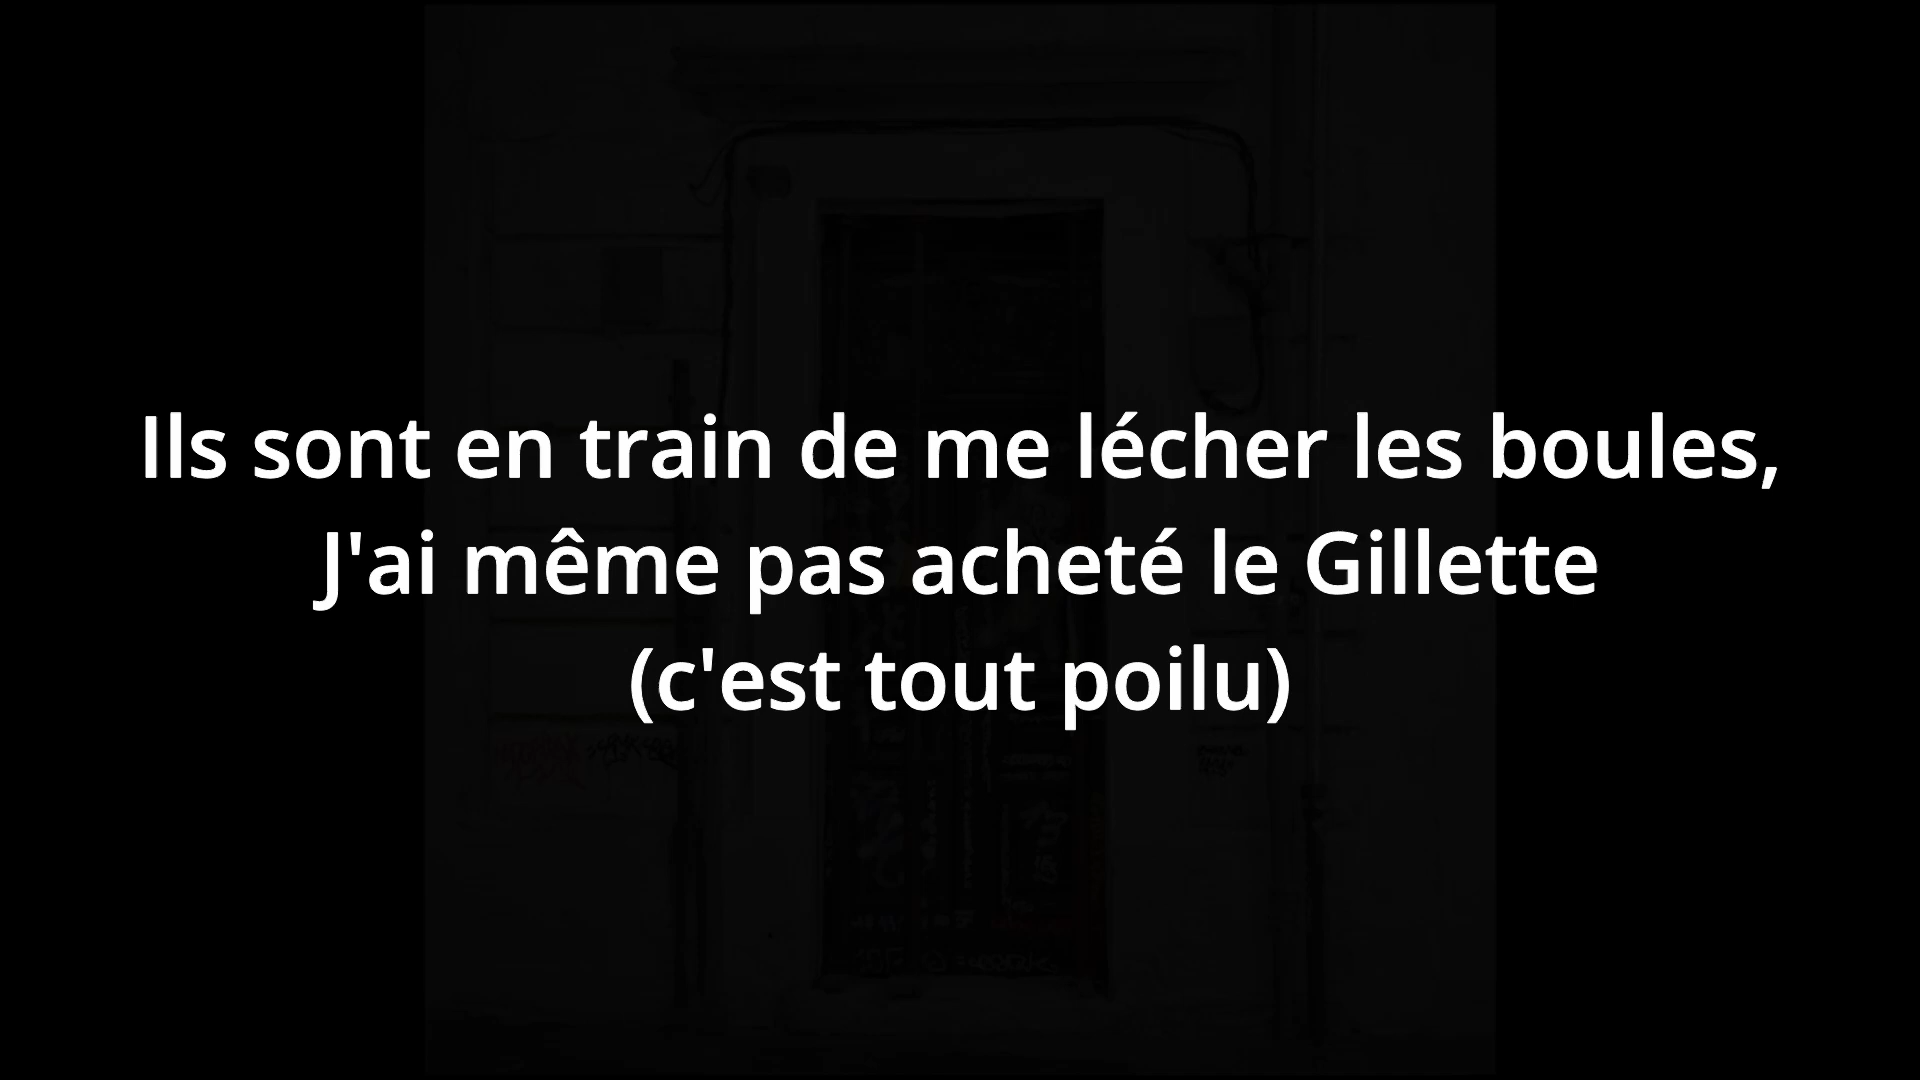 Ils sont en train de me lécher les boules,
J'ai même pas acheté le Gillette
(c'est tout poilu)